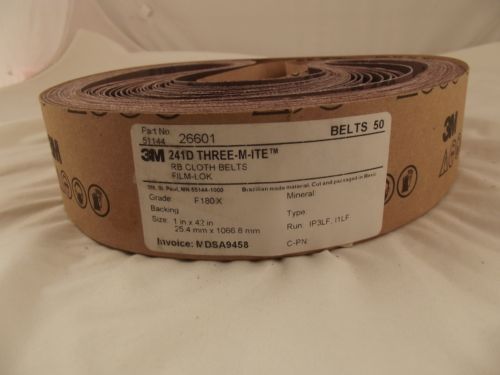 Part No. 26601 BELTS 50
51144
3M 241D THREE-M-ITE™
RB CLOTH BELTS
FILM-LOK
3M, St. Paul, MN 55144-1000 Brazilian made material. Cut and packaged in Mexico
Grade: F180/X Mineral:
Backing Type:
Size: 1 in x 42 in Run: IP3LF, I1LF
25.4 mm x 1066.8 mm
Invoice: MDSA9458 C-PN:
3M
3M